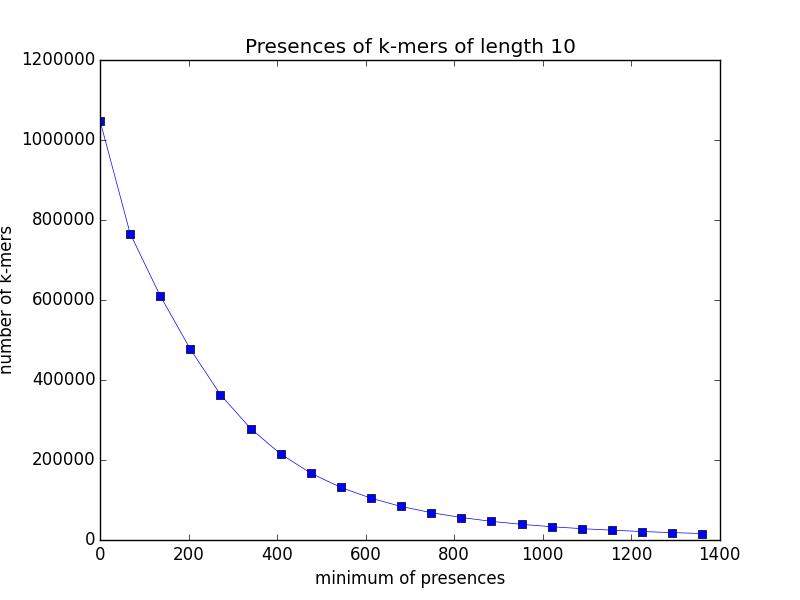 Presences of k-mers of length 10
1200000
1000000
800000
600000
400000
200000
0
number of k-mers
0 200 400 600 800 1000 1200 1400
minimum of presences